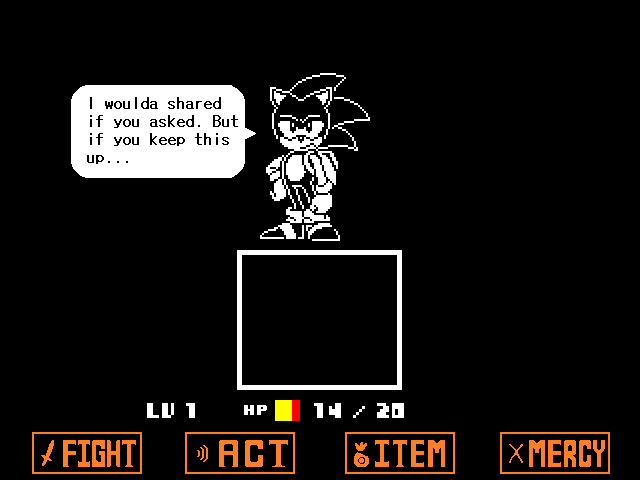 I woulda shared
if you asked. But
if you keep this
up...
LV 1 HP 14 / 20
FIGHT ACT ITEM MERCY